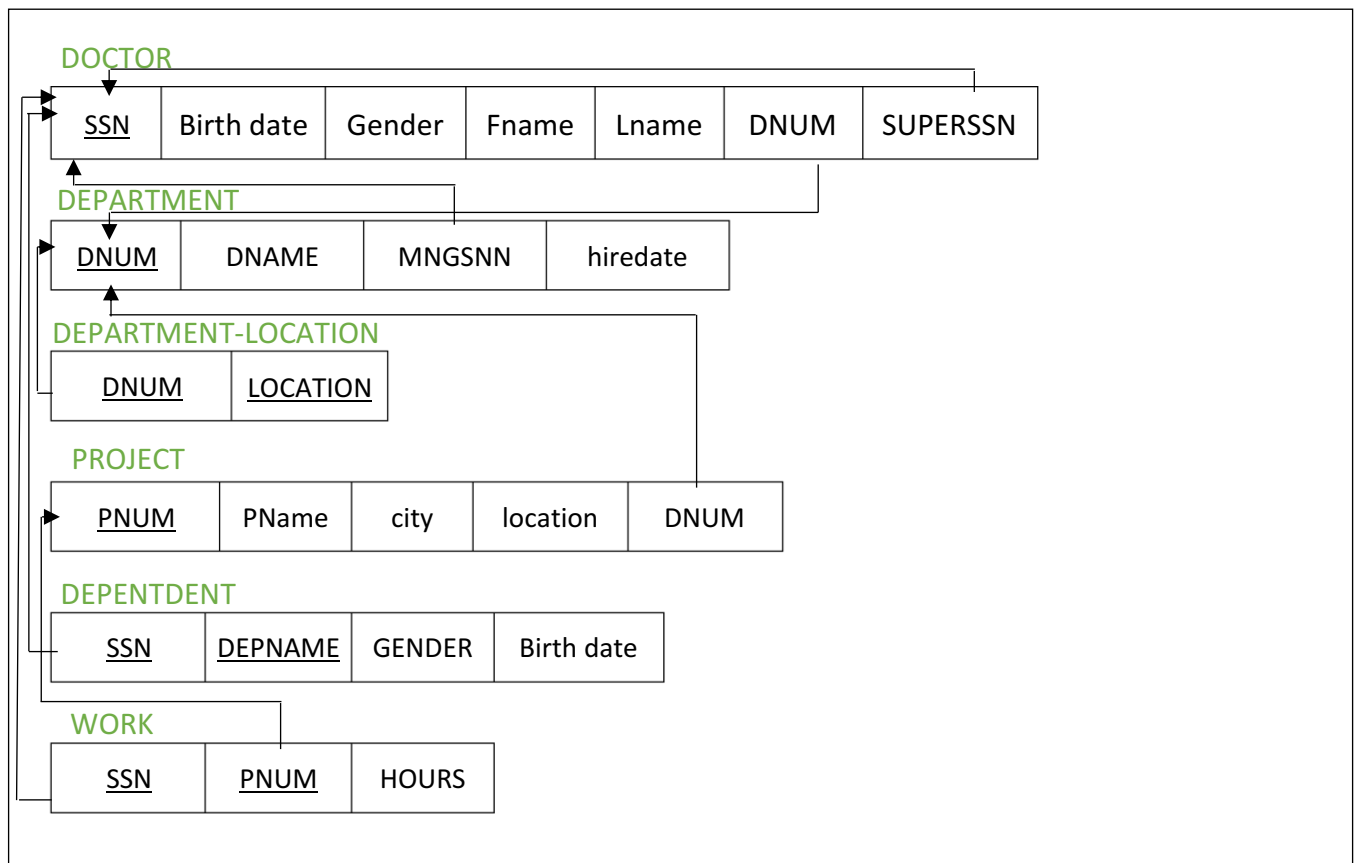 DOCTOR
SSN Birth date Gender Fname Lname DNUM SUPERSSN
DEPARTMENT
DNUM DNAME MNGSNN hiredate
DEPARTMENT-LOCATION
DNUM LOCATION
PROJECT
PNUM PName city location DNUM
DEPENTDENT
SSN DEPNAME GENDER Birth date
WORK
SSN PNUM HOURS